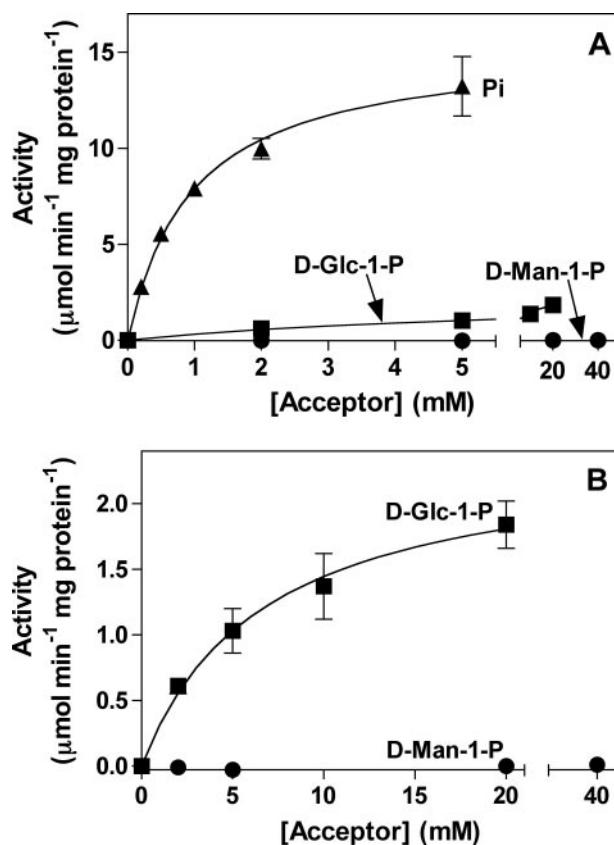 A
15
10
5
0
Activity
(μmol min⁻¹ mg protein⁻¹)
Pi
D-Glc-1-P
D-Man-1-P
0 1 2 3 4 5 20 40
[Acceptor] (mM)
B
2.0
1.5
1.0
0.5
0.0
Activity
(μmol min⁻¹ mg protein⁻¹)
D-Glc-1-P
D-Man-1-P
0 5 10 15 20 40
[Acceptor] (mM)